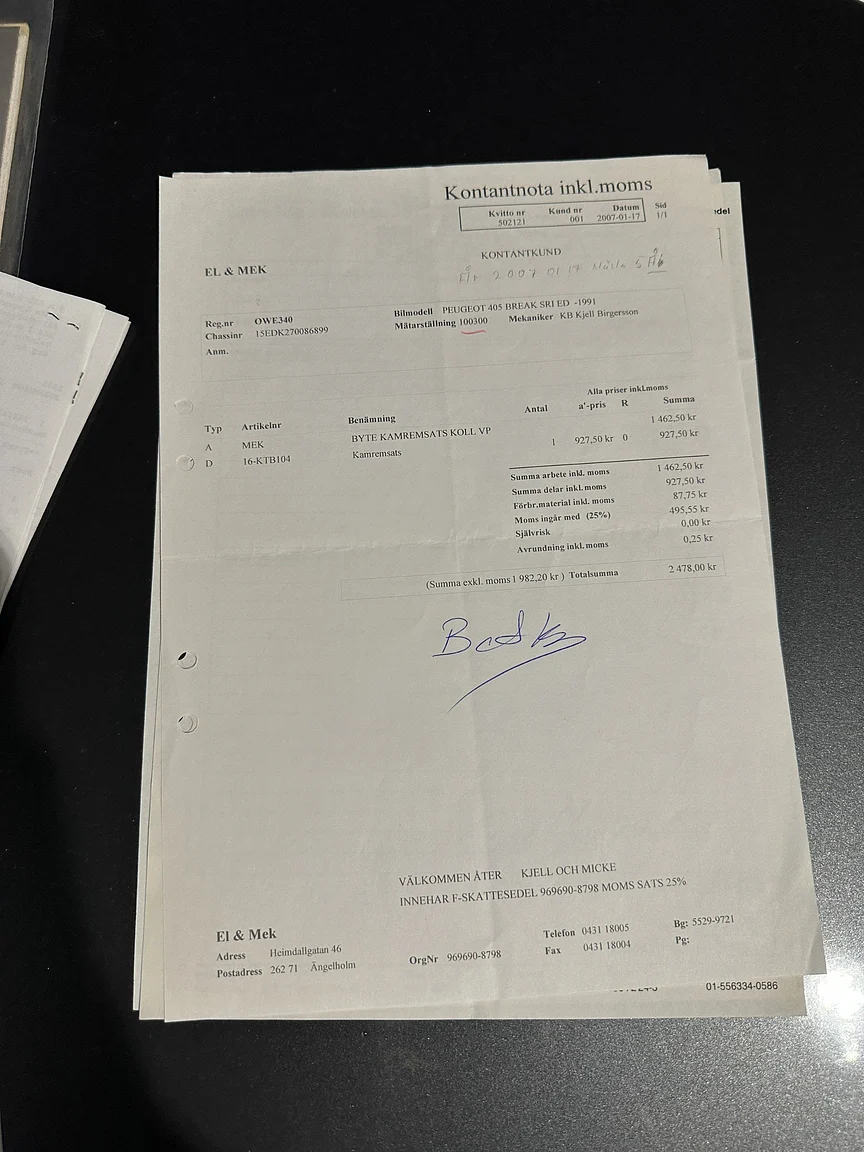 Kontantnota inkl.moms
Kvitto nr Kund nr Datum Sid
502121 001 2007-01-17 1/1
del
KONTANTKUND
EL & MEK
År 2007 01 17 Nästa 5 År
Reg.nr OWE340 Bilmodell PEUGEOT 405 BREAK SRI ED -1991
Chassinr 15EDK270086899 Mätarställning 100300 Mekaniker KB Kjell Birgersson
Anm.
Alla priser inkl.moms
Typ Artikelnr Benämning Antal a'-pris R Summa
A MEK BYTE KAMREMSATS KOLL VP 1 462,50 kr
D 16-KTB104 Kamremsats 1 927,50 kr 0 927,50 kr
Summa arbete inkl. moms 1 462,50 kr
Summa delar inkl. moms 927,50 kr
Förbr.material inkl. moms 87,75 kr
Moms ingår med (25%) 495,55 kr
Självrisk 0,00 kr
Avrundning inkl.moms 0,25 kr
(Summa exkl. moms 1 982,20 kr ) Totalsumma 2 478,00 kr
VÄLKOMMEN ÅTER KJELL OCH MICKE
INNEHAR F-SKATTESEDEL 969690-8798 MOMS SATS 25%
El & Mek
Adress Heimdallgatan 46
Postadress 262 71 Ängelholm
OrgNr 969690-8798
Telefon 0431 18005
Fax 0431 18004
Bg: 5529-9721
Pg:
01-556334-0586